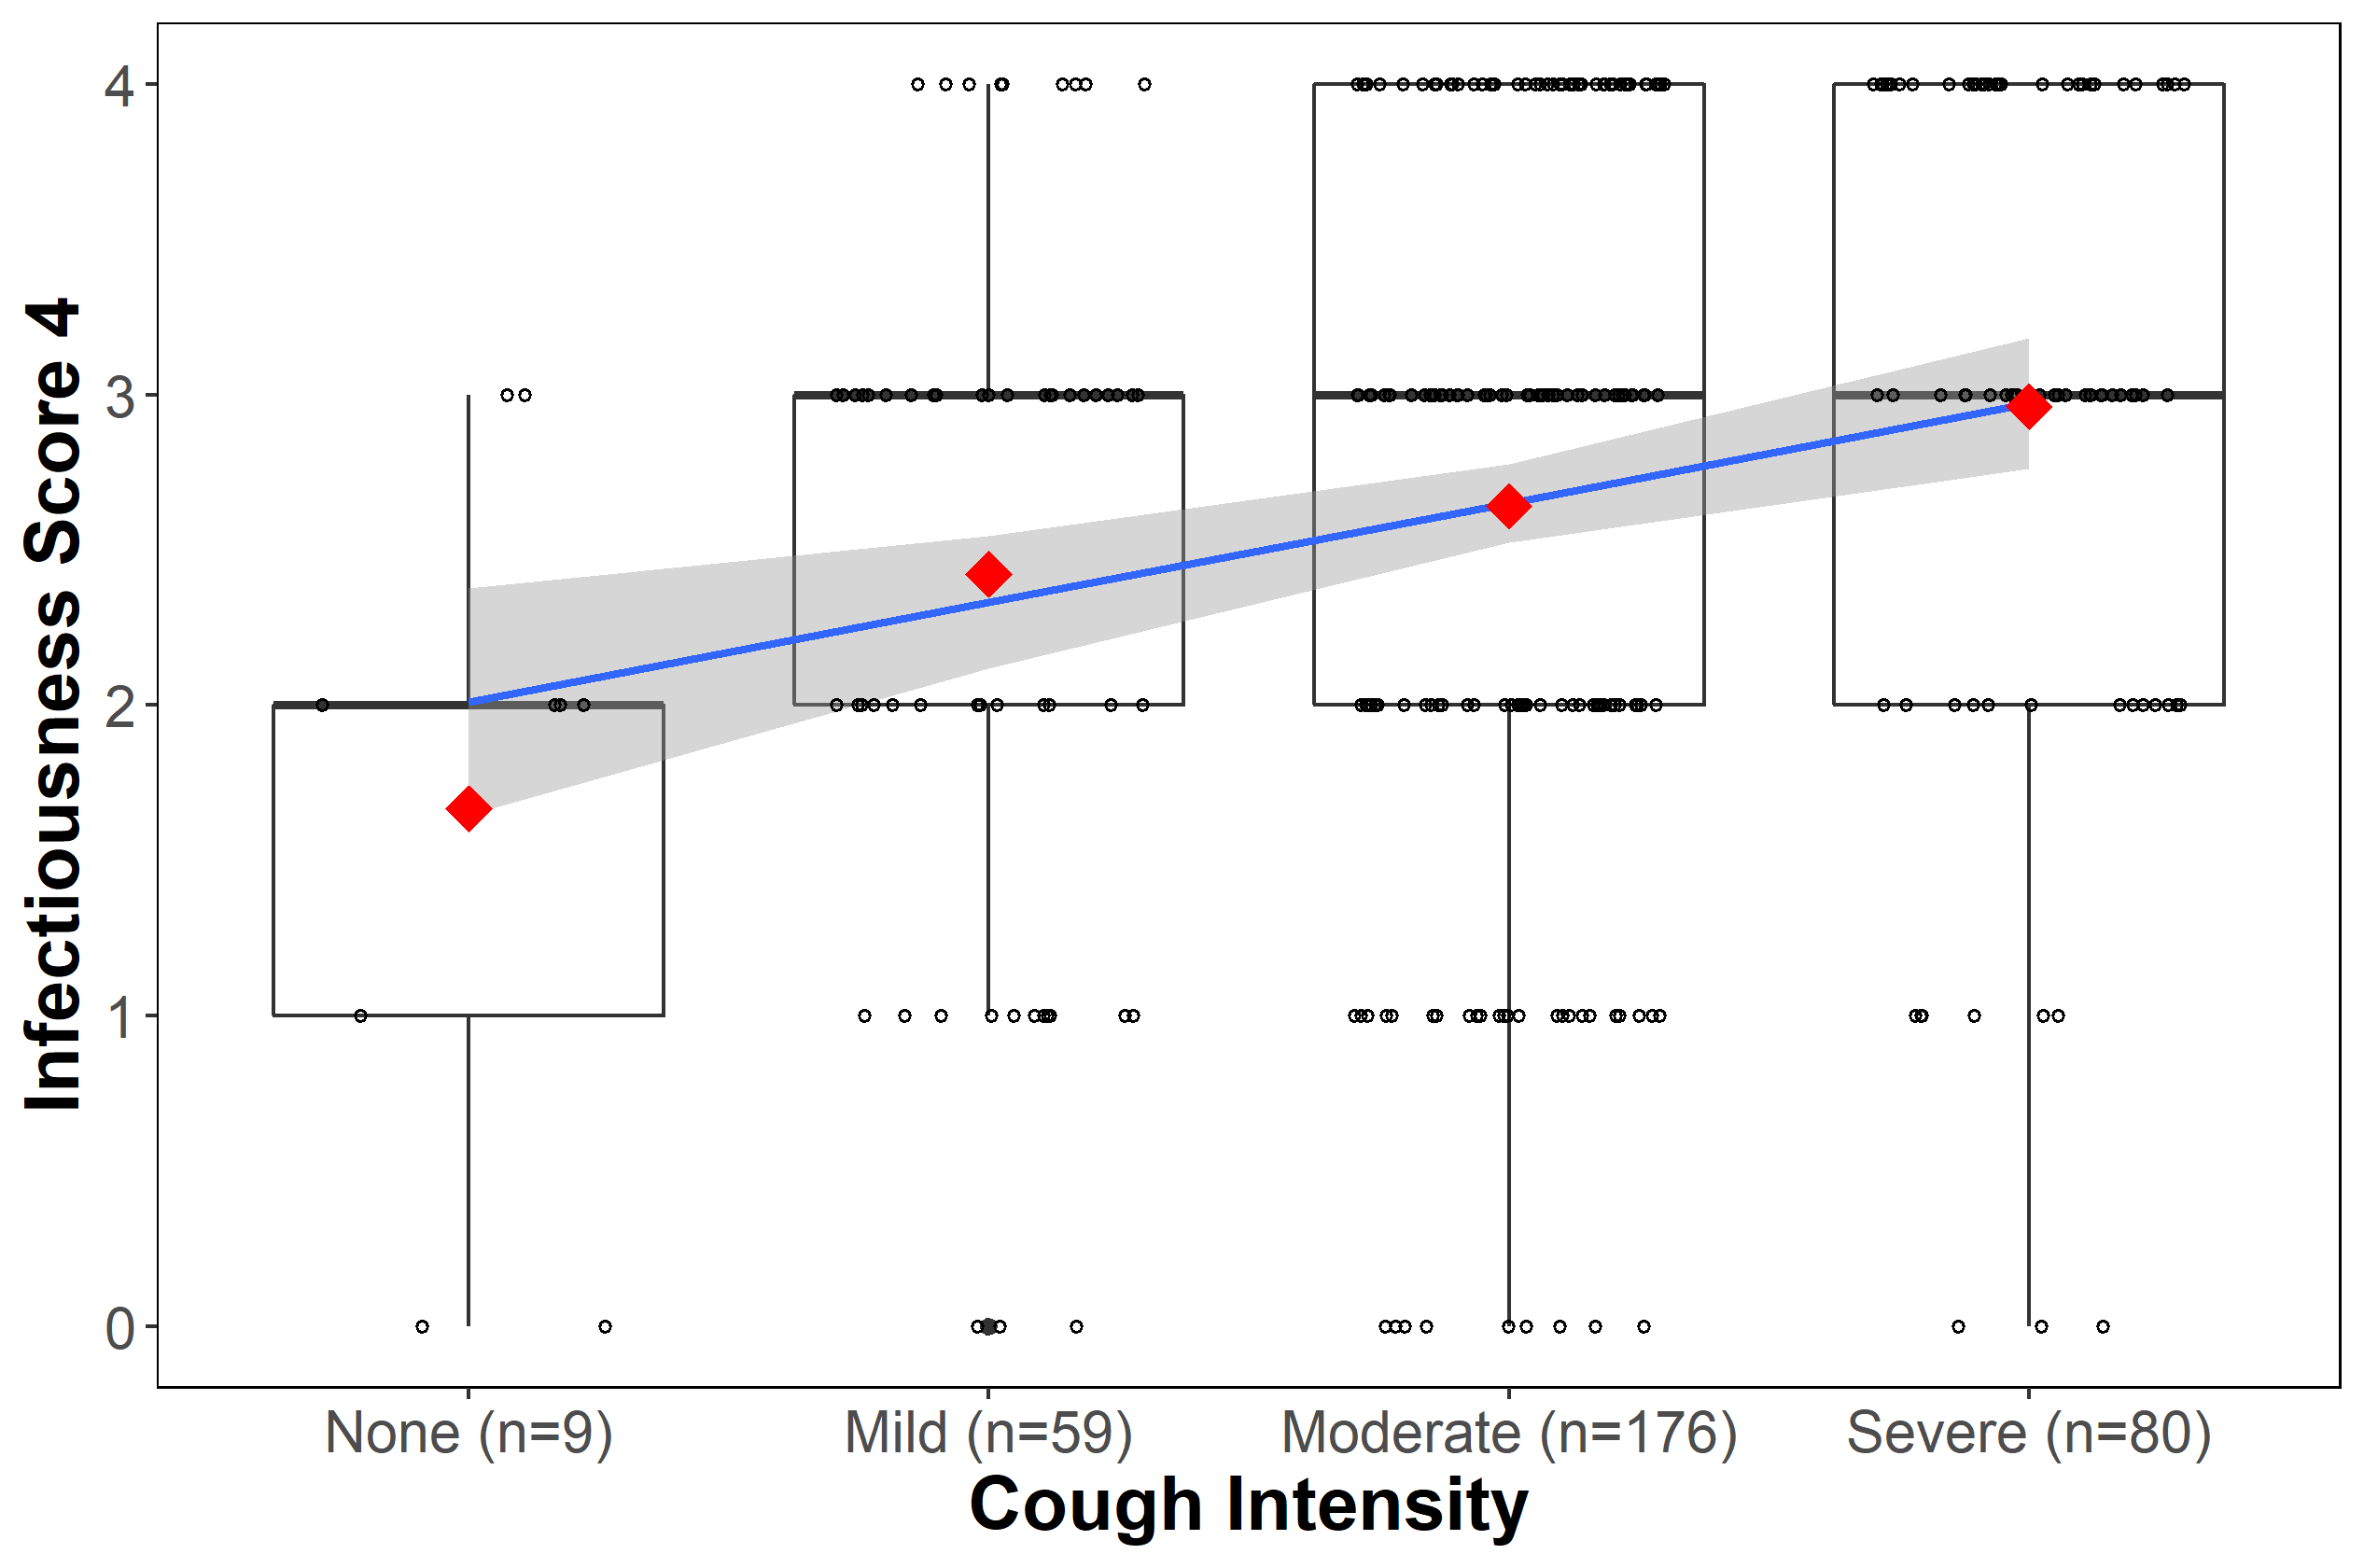 Infectiousness Score 4
4
3
2
1
0
None (n=9)
Mild (n=59)
Moderate (n=176)
Severe (n=80)
Cough Intensity